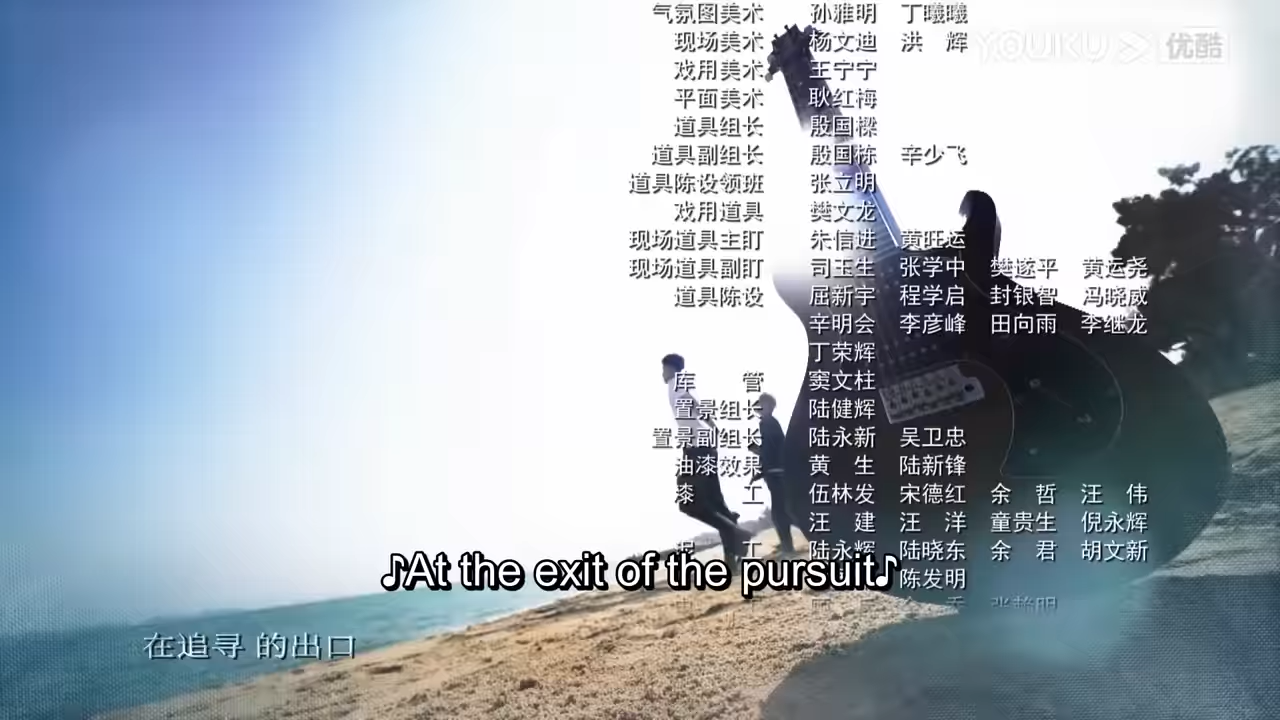 气氛图美术 孙雅明 丁曦曦
现场美术 杨文迪 洪 辉
YOUKU 优酷
戏用美术 王宁宁
平面美术 耿红梅
道具组长 殷国樑
道具副组长 殷国栋 辛少飞
道具陈设领班 张立明
戏用道具 樊文龙
现场道具主盯 朱信进 黄旺运
现场道具副盯 司玉生 张学中 樊遂平 黄运尧
道具陈设 屈新宇 程学启 封银智 冯晓威
辛明会 李彦峰 田向雨 李继龙
丁荣辉
库 管 窦文柱
置景组长 陆健辉
置景副组长 陆永新 吴卫忠
油漆效果 黄 生 陆新锋
漆 工 伍林发 宋德红 余 哲 汪 伟
汪 建 汪 洋 童贵生 倪永辉
工 陆永辉 陆晓东 余 君 胡文新
♪At the exit of the pursuit♪
陈发明
在追寻 的出口